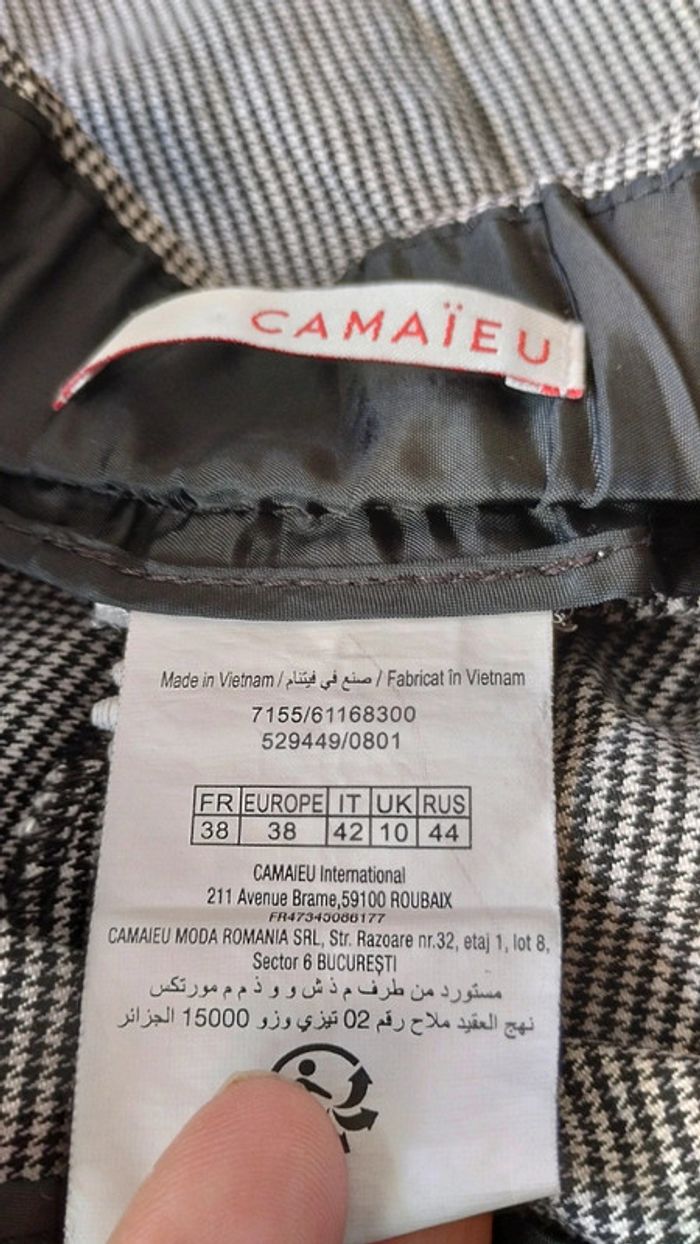 CAMAÏEU
Made in Vietnam / صنع في فيتنام / Fabricat în Vietnam
7155/61168300
529449/0801
FR EUROPE IT UK RUS
38 38 42 10 44
CAMAIEU International
211 Avenue Brame,59100 ROUBAIX
FR47345086177
CAMAIEU MODA ROMANIA SRL, Str. Razoare nr.32, etaj 1, lot 8,
Sector 6 BUCUREȘTI
مستورد من طرف م ذ ش و و ذ م م مورتكس
نهج العقيد ملاح رقم 02 تيزي وزو 15000 الجزائر